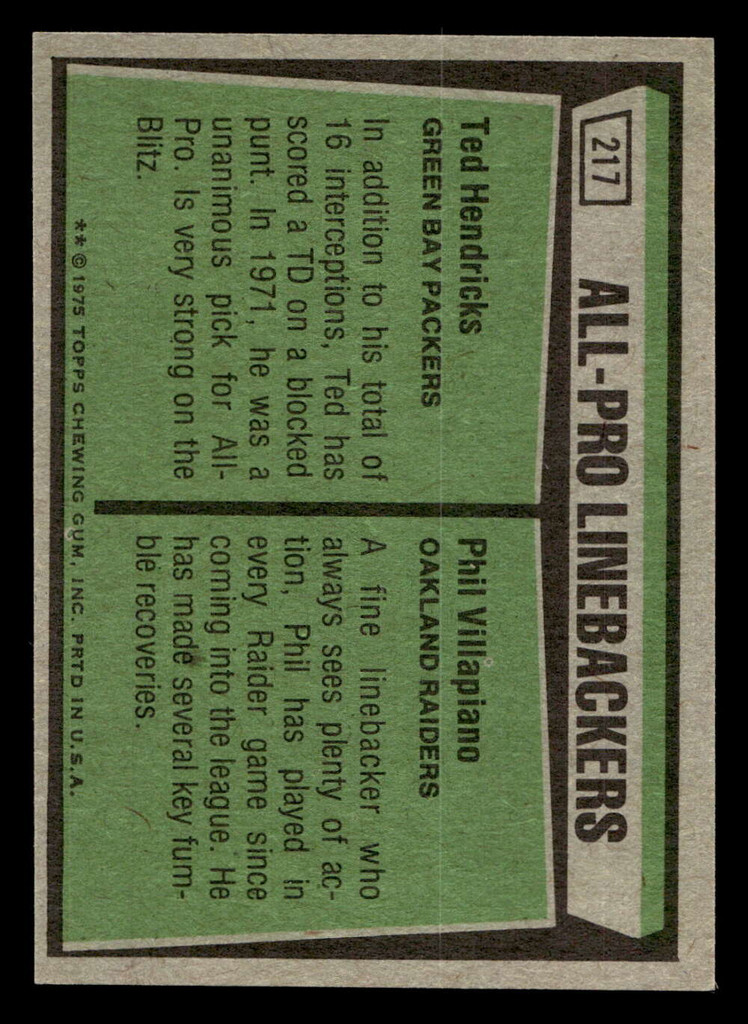 217
ALL-PRO LINEBACKERS
Ted Hendricks
GREEN BAY PACKERS
In addition to his total of
16 interceptions, Ted has
scored a TD on a blocked
punt. In 1971, he was a
unanimous pick for All-
Pro. Is very strong on the
Blitz.
Phil Villapiano
OAKLAND RAIDERS
A fine linebacker who
always sees plenty of ac-
tion, Phil has played in
every Raider game since
coming into the league. He
has made several key fum-
ble recoveries.
** © 1975 TOPPS CHEWING GUM, INC. PRTD IN U.S.A.